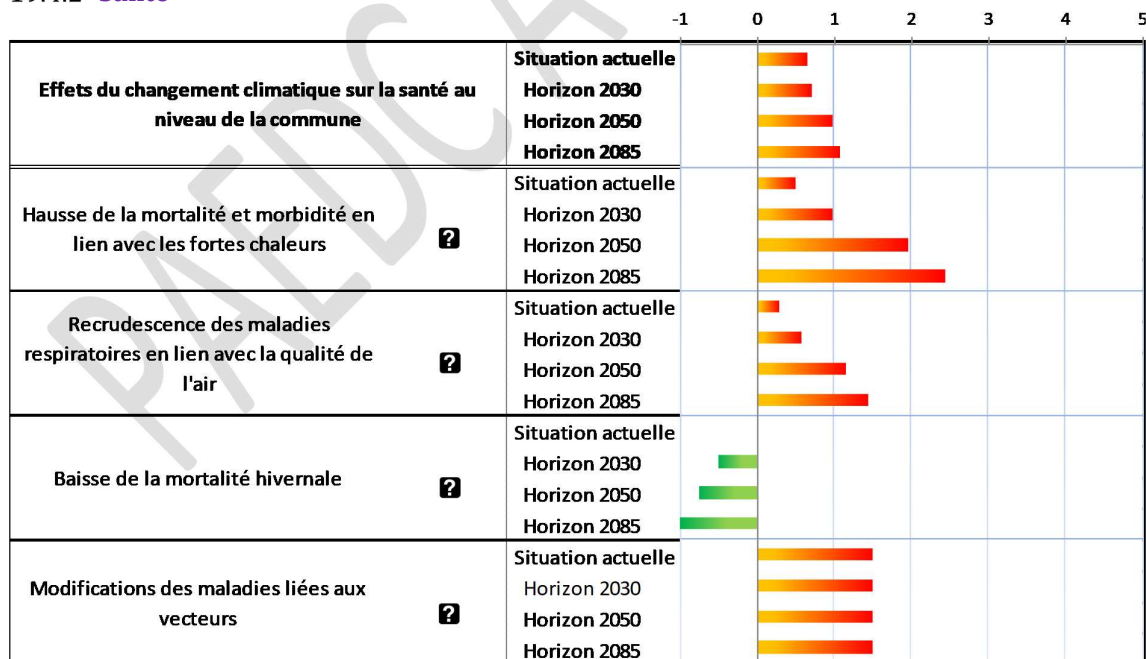 Santé
-1 0 1 2 3 4 5
Effets du changement climatique sur la santé au
niveau de la commune
Situation actuelle
Horizon 2030
Horizon 2050
Horizon 2085
Hausse de la mortalité et morbidité en
lien avec les fortes chaleurs
?
Situation actuelle
Horizon 2030
Horizon 2050
Horizon 2085
Recrudescence des maladies
respiratoires en lien avec la qualité de
l'air
?
Situation actuelle
Horizon 2030
Horizon 2050
Horizon 2085
Baisse de la mortalité hivernale
?
Situation actuelle
Horizon 2030
Horizon 2050
Horizon 2085
Modifications des maladies liées aux
vecteurs
?
Situation actuelle
Horizon 2030
Horizon 2050
Horizon 2085
PAEDC A